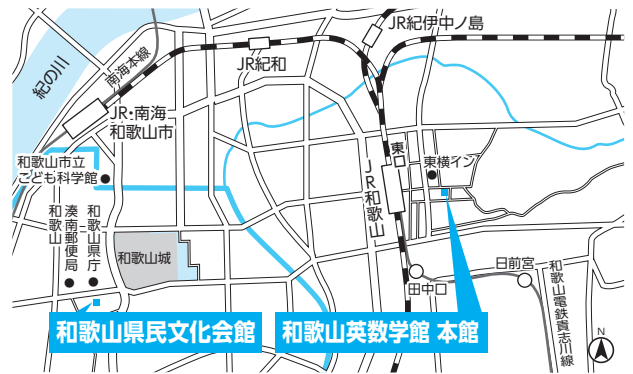 JR紀伊中ノ島
JR紀和
南海本線
紀の川
JR・南海
和歌山市
東口
東横イン
JR和歌山
和歌山市立
こども科学館
和歌山県庁
湊南郵便局
和歌山
和歌山城
日前宮
田中口
和歌山電鉄貴志川線
和歌山県民文化会館
和歌山英数学館 本館
N